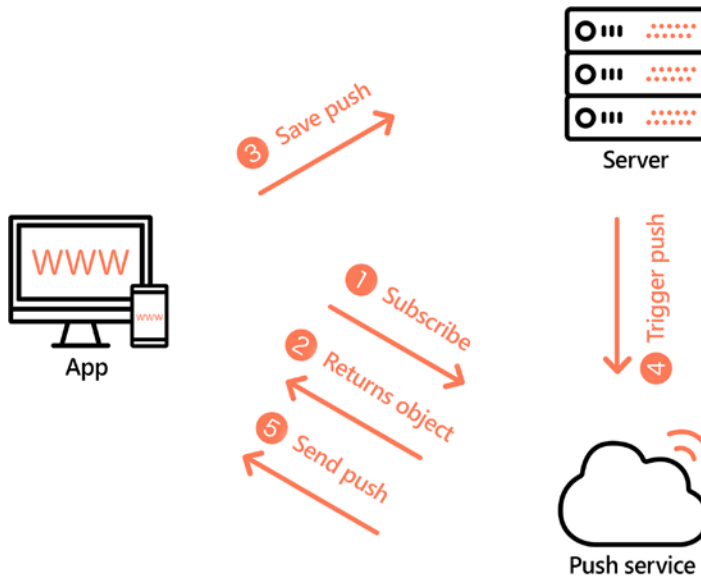 3 Save push
Server
WWW
www
App
1 Subscribe
2 Returns object
5 Send push
4 Trigger push
Push service